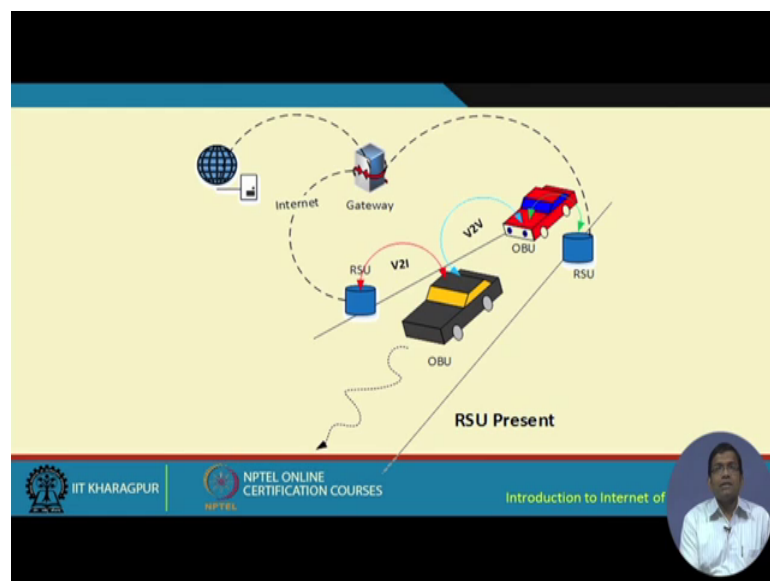 Internet
Gateway
V2V
OBU
RSU
V2I
RSU
OBU
RSU Present
IIT KHARAGPUR
NPTEL
NPTEL ONLINE
CERTIFICATION COURSES
Introduction to Internet of